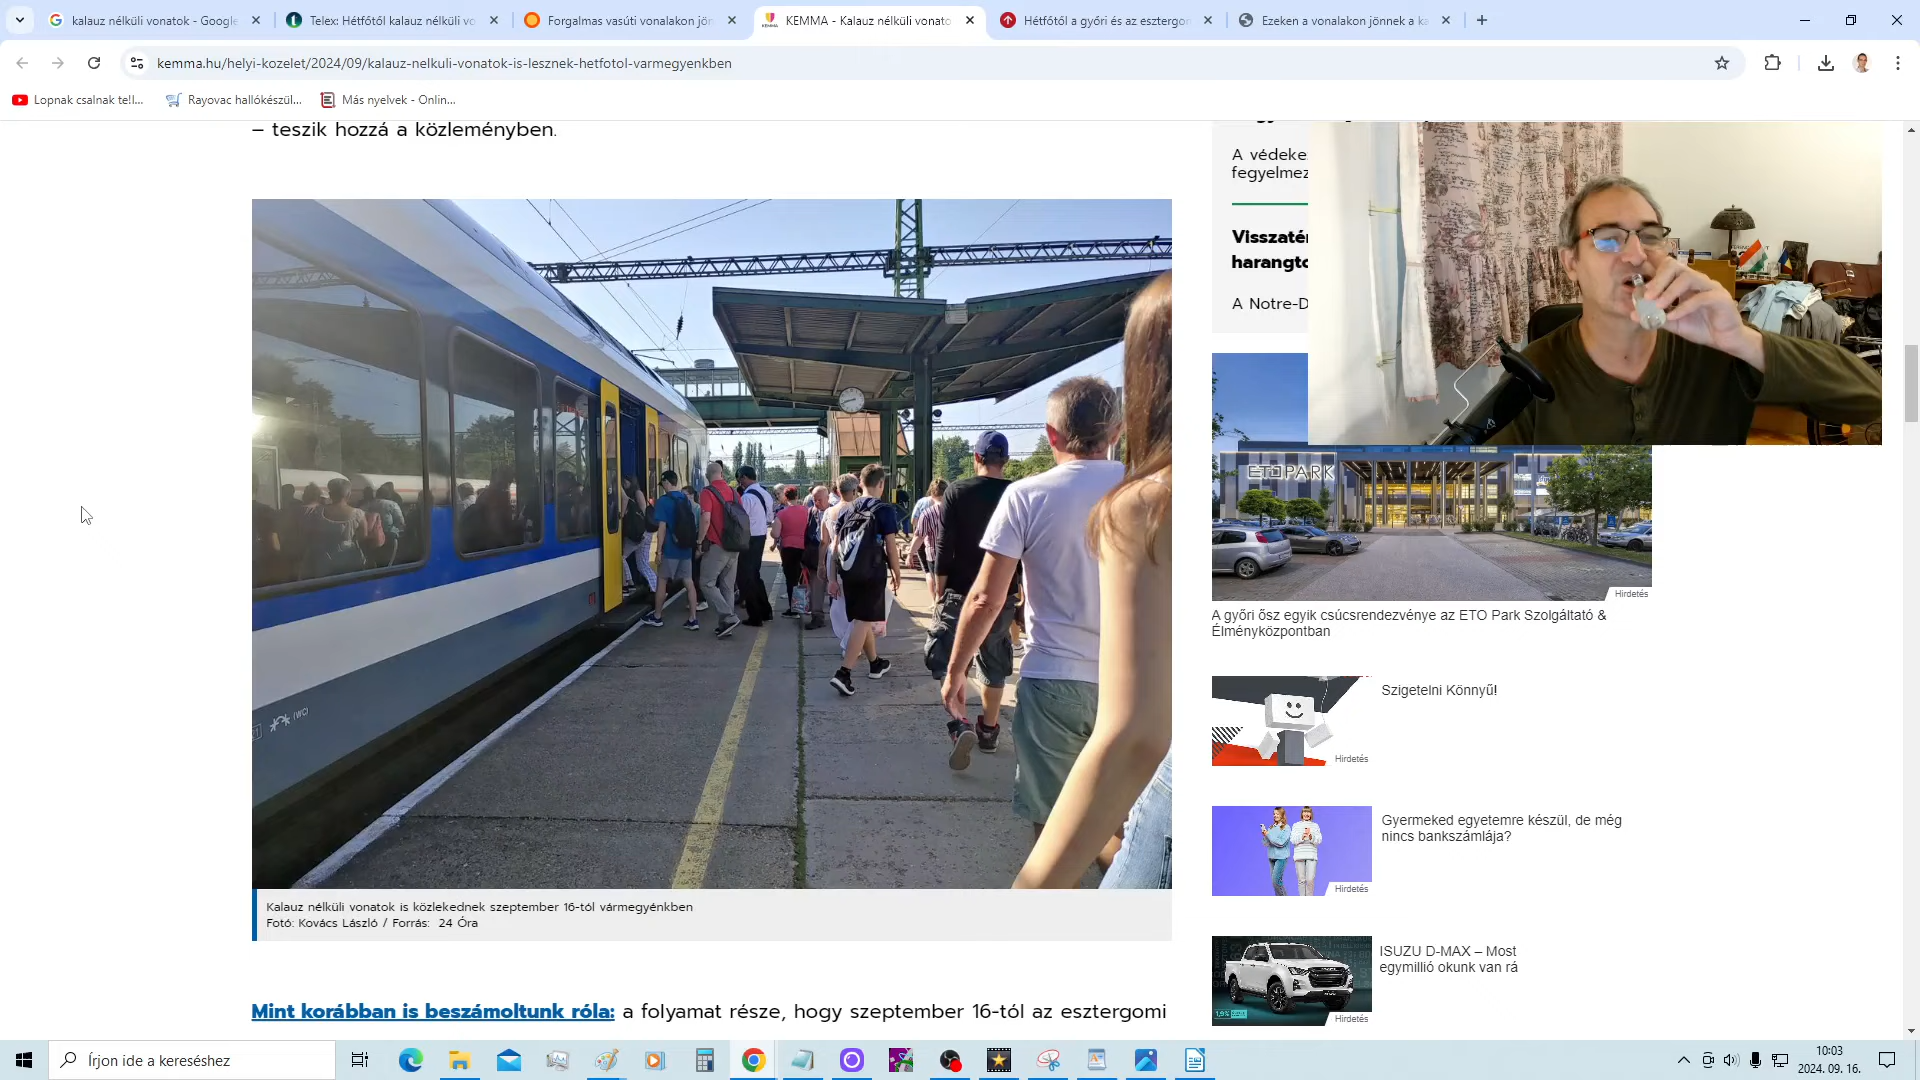 kalauz nélküli vonatok - Google
Telex: Hétfőtől kalauz nélküli vo
Forgalmas vasúti vonalakon jön
KEMMA - Kalauz nélküli vonato
Hétfőtől a győri és az esztergo
Ezeken a vonalakon jönnek a ka
kemma.hu/helyi-kozelet/2024/09/kalauz-nelkuli-vonatok-is-lesznek-hetfotol-varmegyenkben
Lopnak csalnak te!l...
Rayovac hallókészül...
Más nyelvek - Onlin...
– teszik hozzá a közleményben.
A védeke
fegyelmez
Visszatér
harangto
A Notre-D
(WC)
ETO PARK
Hirdetés
A győri ősz egyik csúcsrendezvénye az ETO Park Szolgáltató &
Élményközpontban
Szigetelni Könnyű!
Hirdetés
Gyermeked egyetemre készül, de még
nincs bankszámlája?
Hirdetés
ISUZU D-MAX – Most
egymillió okunk van rá
1,9%
Hirdetés
Kalauz nélküli vonatok is közlekednek szeptember 16-tól vármegyénkben
Fotó: Kovács László / Forrás: 24 Óra
Mint korábban is beszámoltunk róla: a folyamat része, hogy szeptember 16-tól az esztergomi
Írjon ide a kereséshez
10:03
2024. 09. 16.